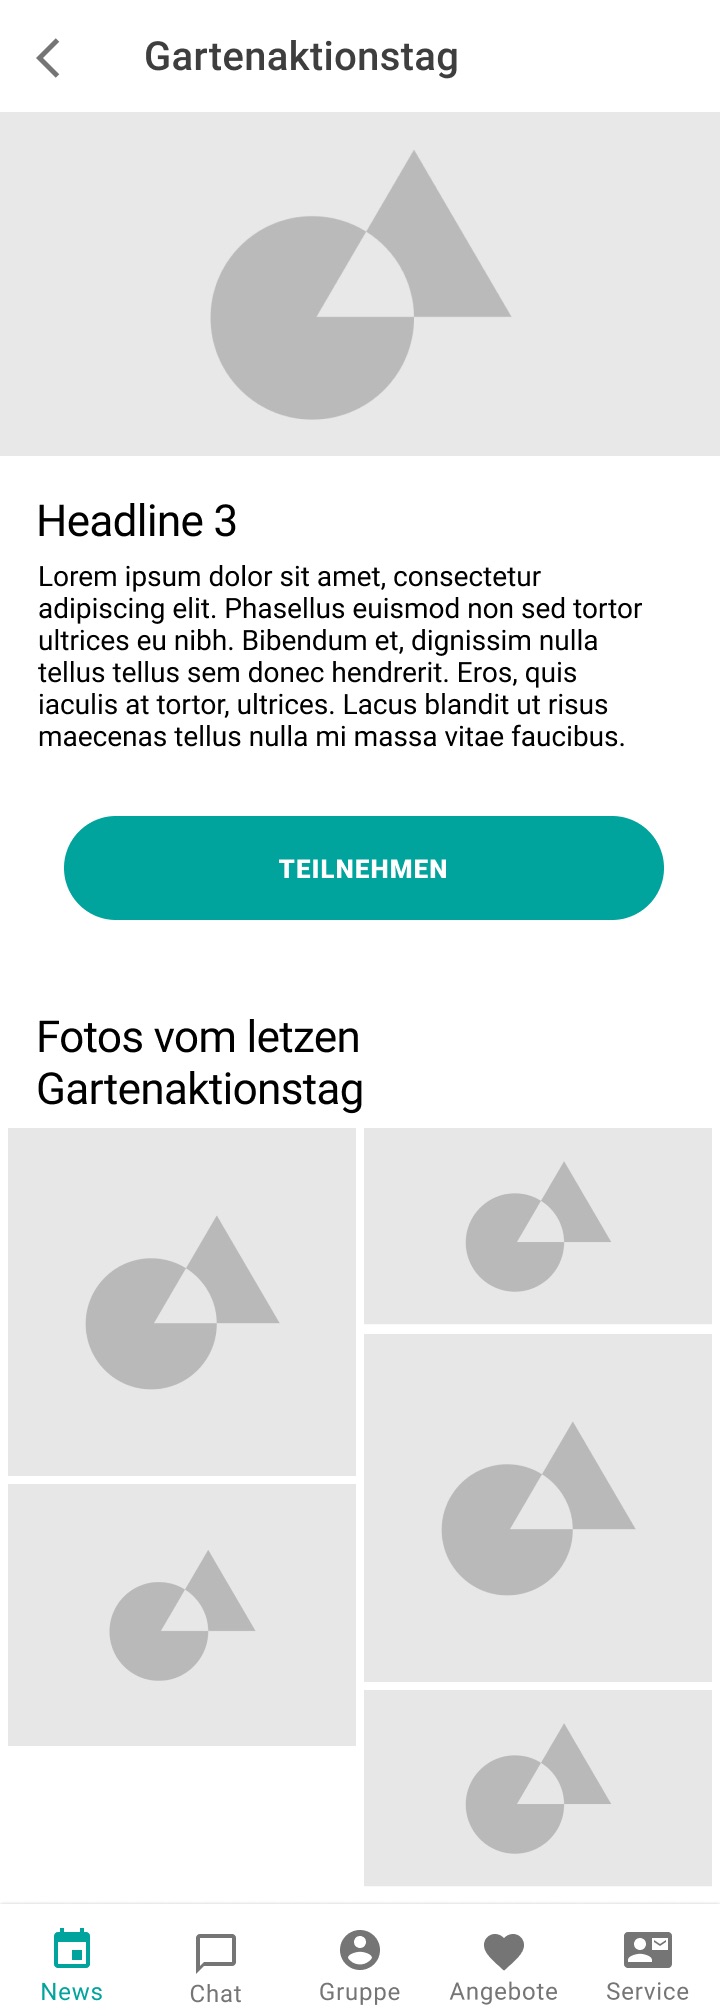 Gartenaktionstag
Headline 3
Lorem ipsum dolor sit amet, consectetur
adipiscing elit. Phasellus euismod non sed tortor
ultrices eu nibh. Bibendum et, dignissim nulla
tellus tellus sem donec hendrerit. Eros, quis
iaculis at tortor, ultrices. Lacus blandit ut risus
maecenas tellus nulla mi massa vitae faucibus.
TEILNEHMEN
Fotos vom letzen
Gartenaktionstag
News
Chat
Gruppe
Angebote
Service